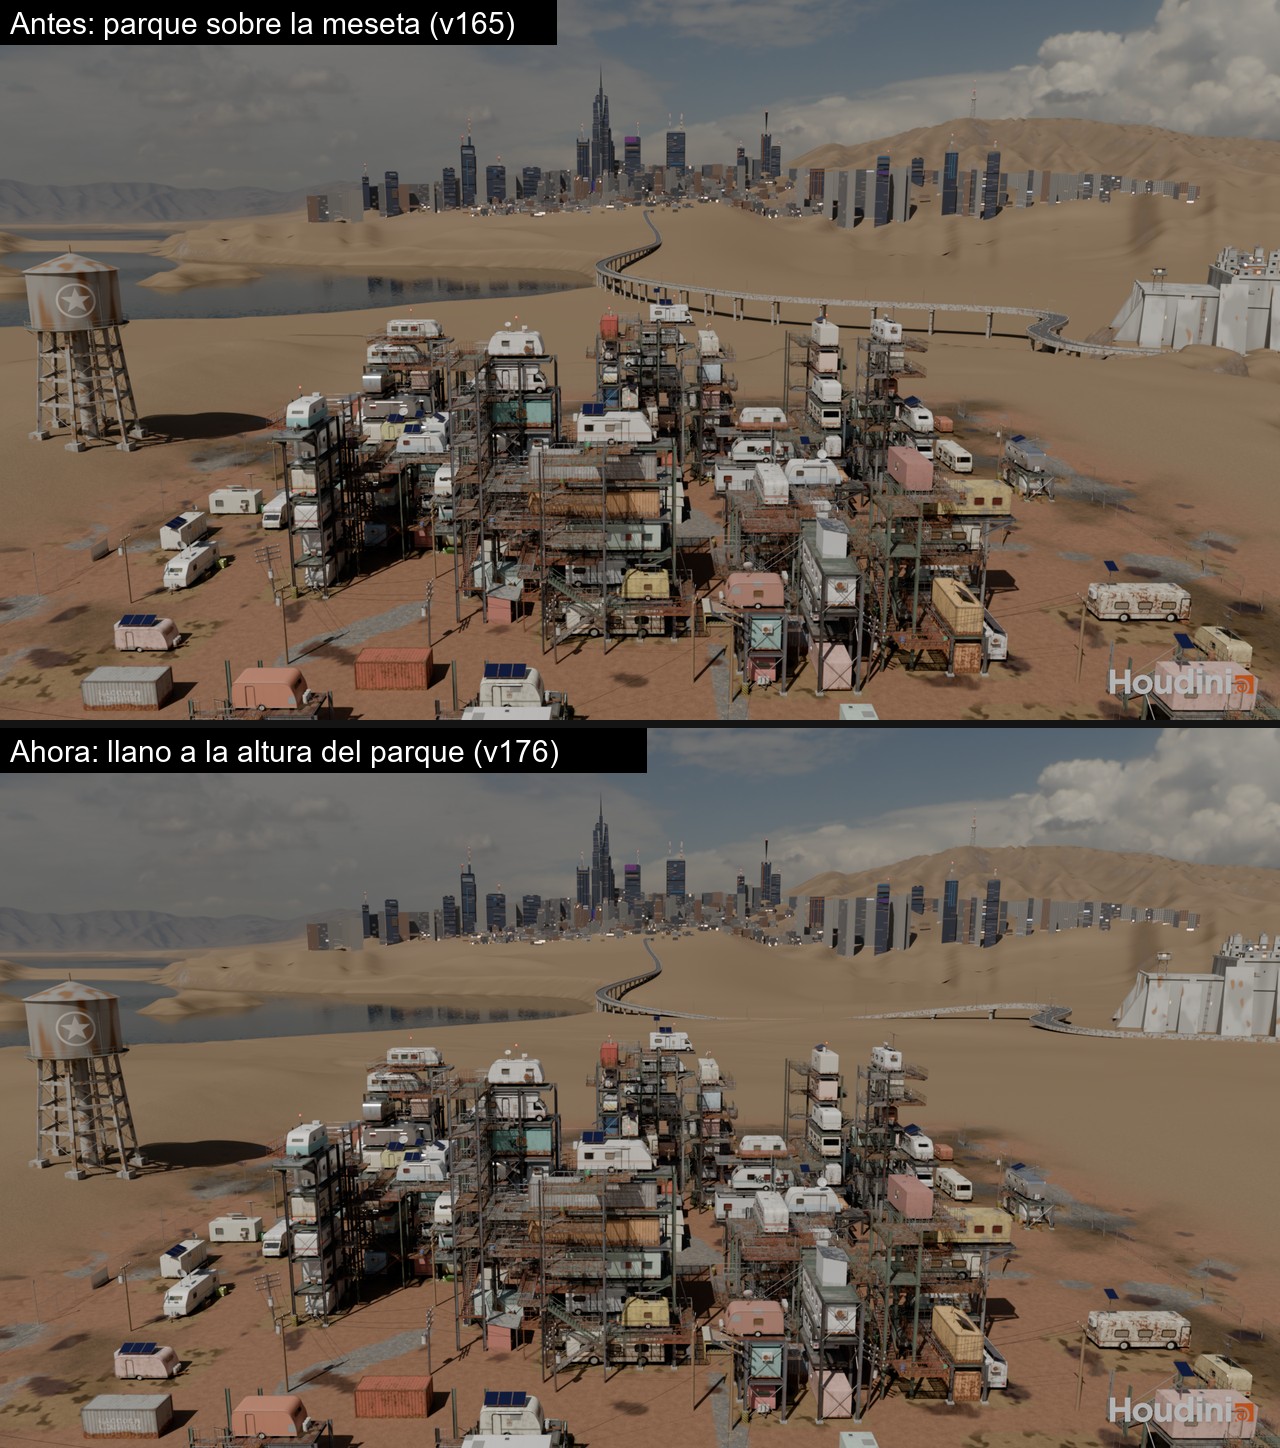 Antes: parque sobre la meseta (v165)
Houdini
Ahora: llano a la altura del parque (v176)
Houdini